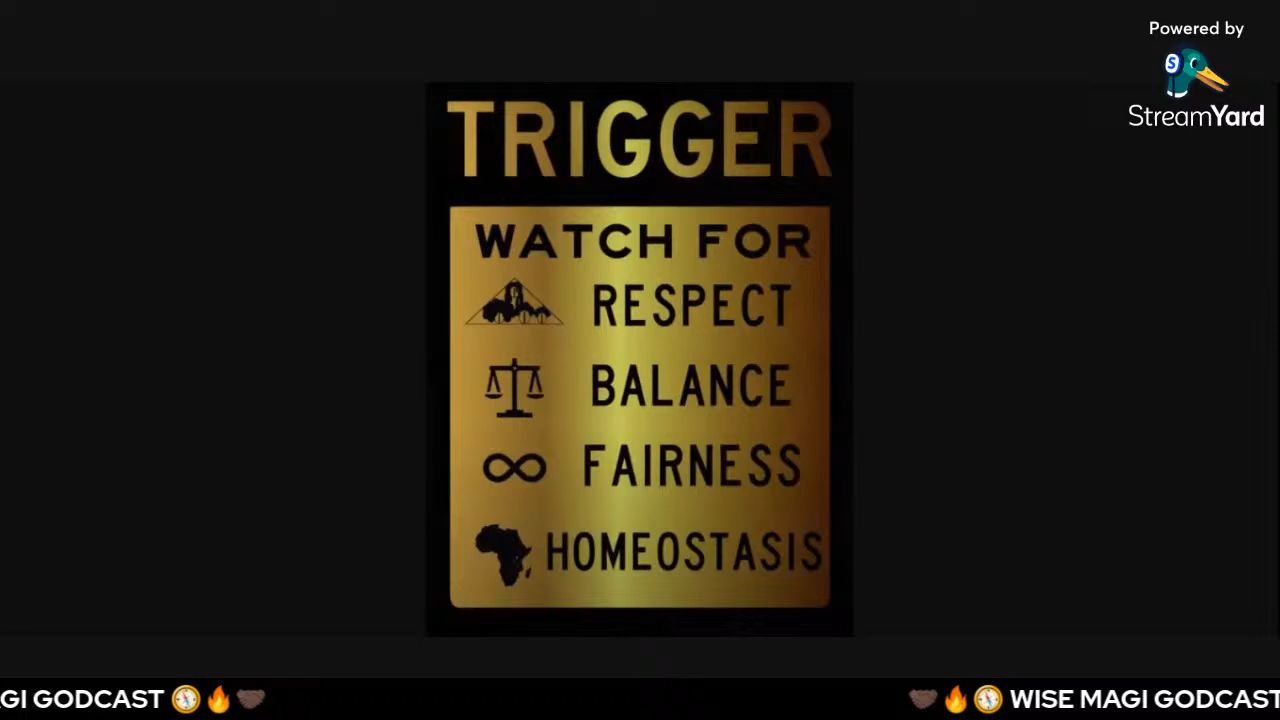 Powered by
StreamYard
TRIGGER
WATCH FOR
RESPECT
BALANCE
FAIRNESS
HOMEOSTASIS
GI GODCAST 🧭🔥🤝🏿 🤝🏿🔥🧭 WISE MAGI GODCAST